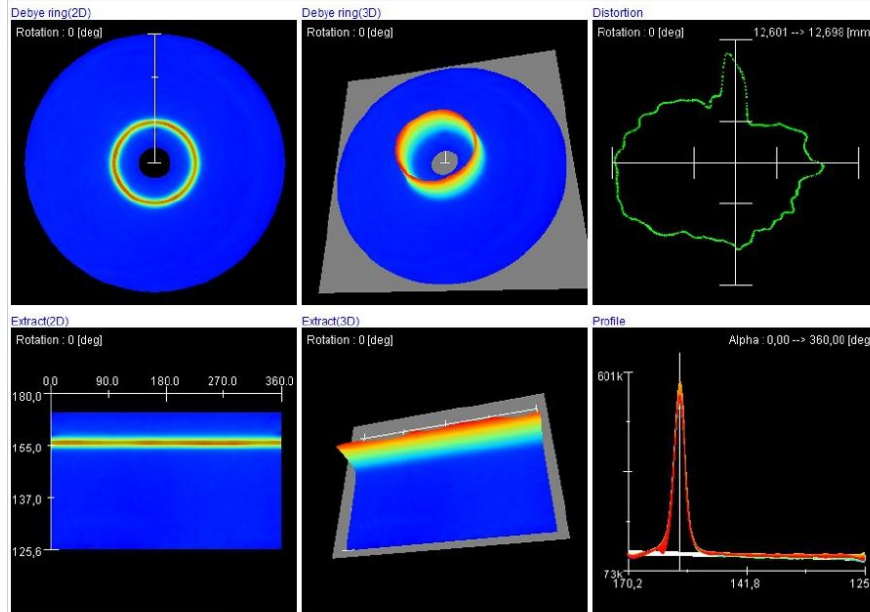 Debye ring(2D)
Rotation : 0 [deg]
Debye ring(3D)
Rotation : 0 [deg]
Distortion
Rotation : 0 [deg]
12,601 --> 12,698 [mm
Extract(2D)
Rotation : 0 [deg]
0,0 90.0 180.0 270.0 360.0
180,0
155,0
137,0
125,6
Extract(3D)
Rotation : 0 [deg]
Profile
Alpha : 0,00 --> 360,00 [deg]
601k
73k
170,2 141,8 125